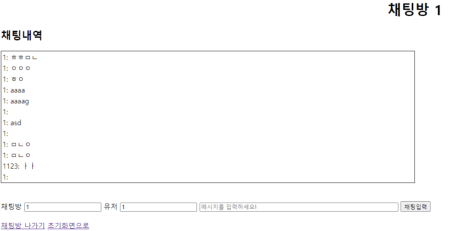 채팅방 1
채팅내역
1: ㅎㅎㅁㄴ
1: ㅇㅇㅇ
1: ㅎㅇ
1: aaaa
1: aaaag
1:
1: asd
1:
1: ㅁㄴㅇ
1: ㅁㄴㅇ
1123: ㅏㅏ
1:
채팅방 1 유저 1 메시지를 입력하세요! 채팅입력
채팅방 나가기 초기화면으로